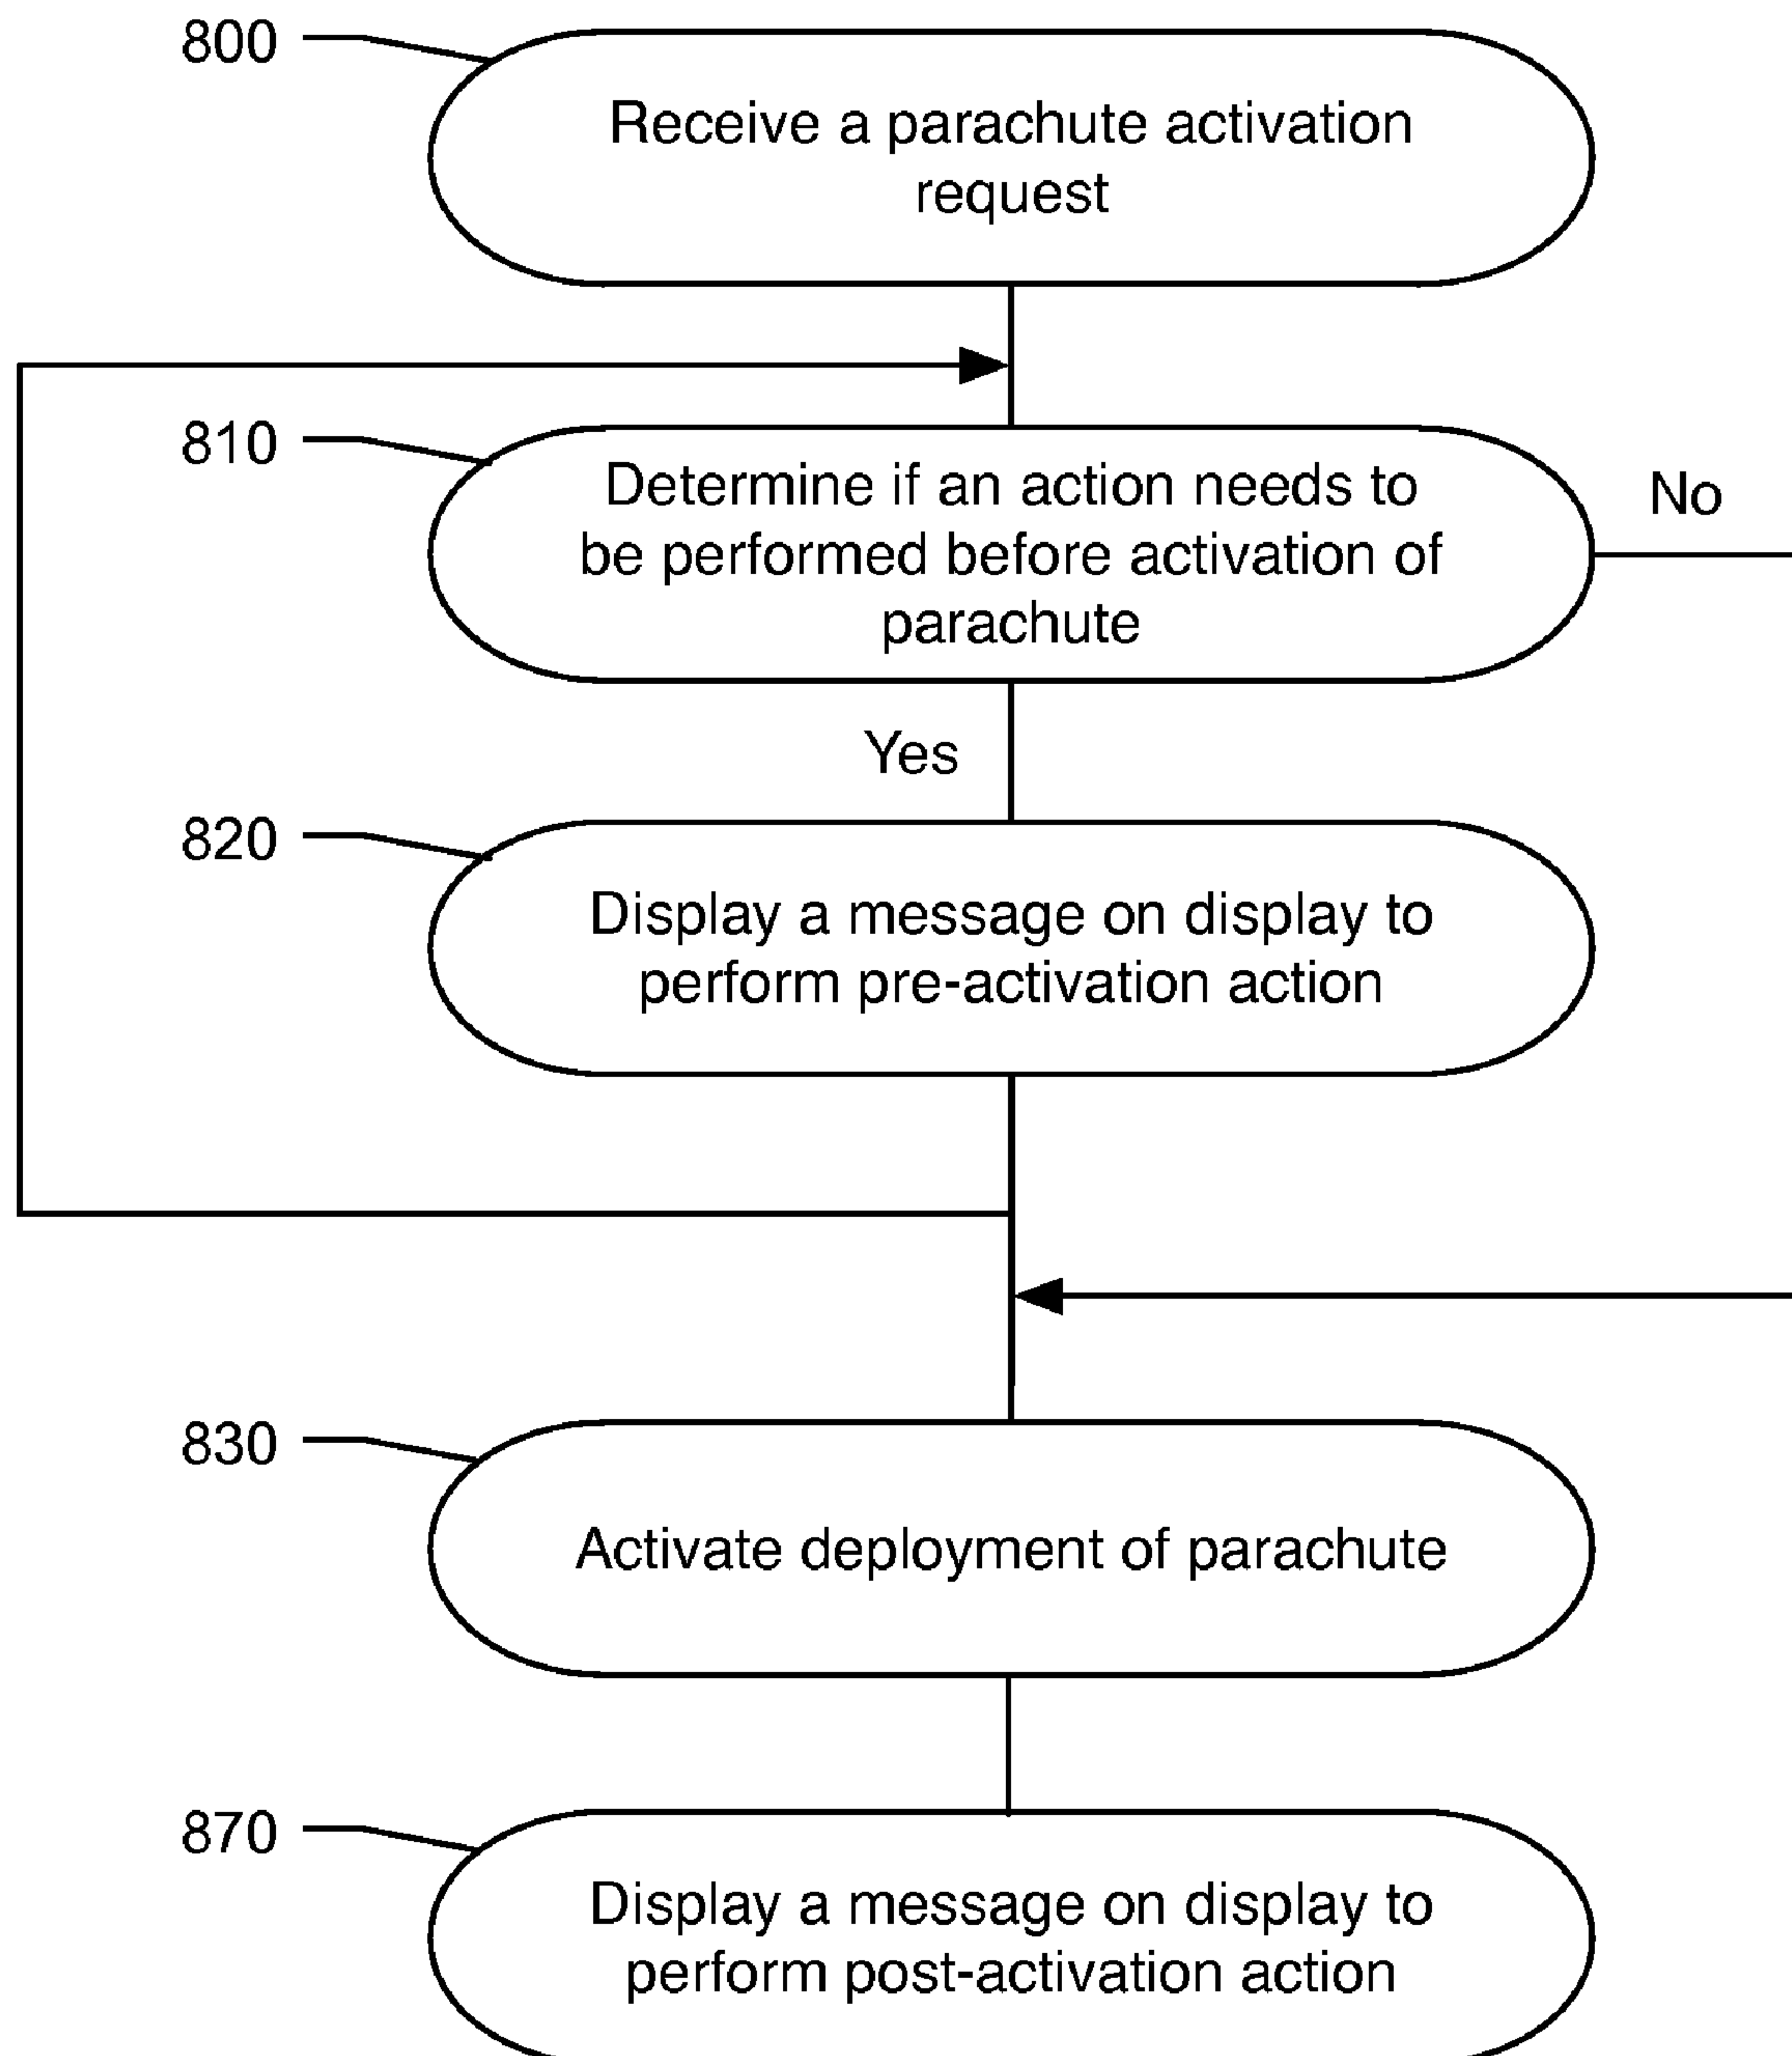 800
Receive a parachute activation
request
810
Determine if an action needs to
be performed before activation of
parachute
No
Yes
820
Display a message on display to
perform pre-activation action
830
Activate deployment of parachute
870
Display a message on display to
perform post-activation action